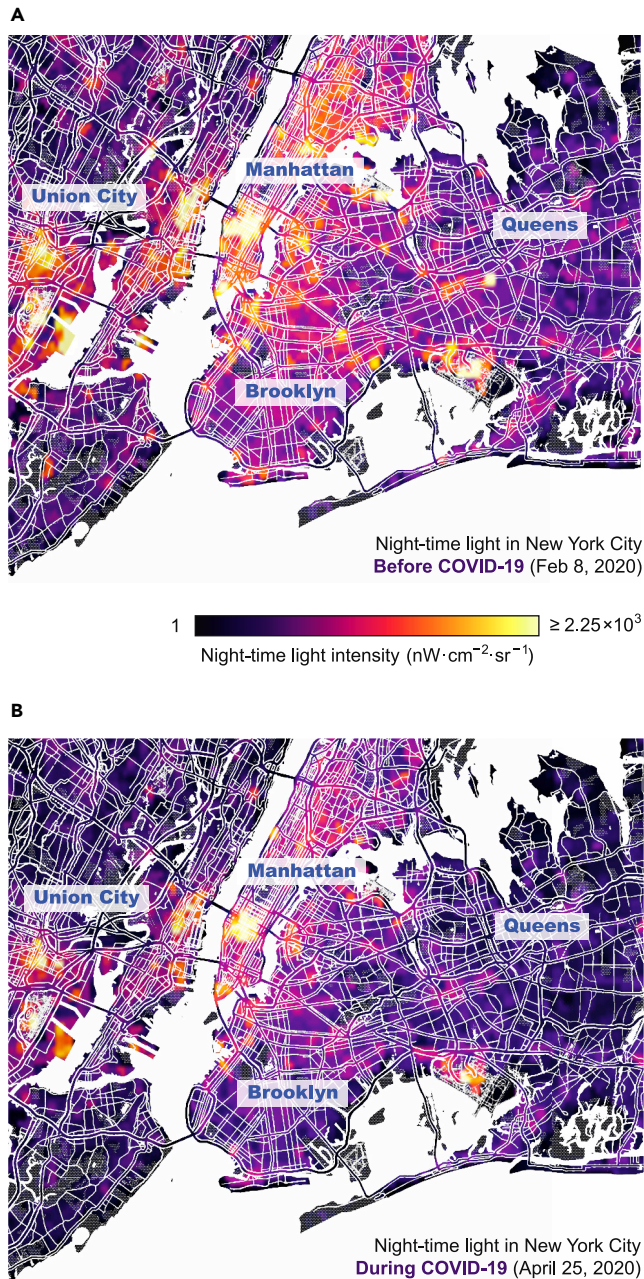 A
Manhattan
Union City
Queens
Brooklyn
Night-time light in New York City
Before COVID-19 (Feb 8, 2020)
1 ≥ 2.25×10³
Night-time light intensity (nW·cm⁻²·sr⁻¹)
B
Manhattan
Union City
Queens
Brooklyn
Night-time light in New York City
During COVID-19 (April 25, 2020)